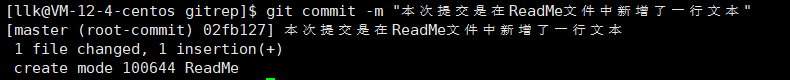 [llk@VM-12-4-centos gitrep]$ git commit -m "本次提交是在ReadMe文件中新增了一行文本"
[master (root-commit) 02fb127] 本次提交是在ReadMe文件中新增了一行文本
 1 file changed, 1 insertion(+)
 create mode 100644 ReadMe